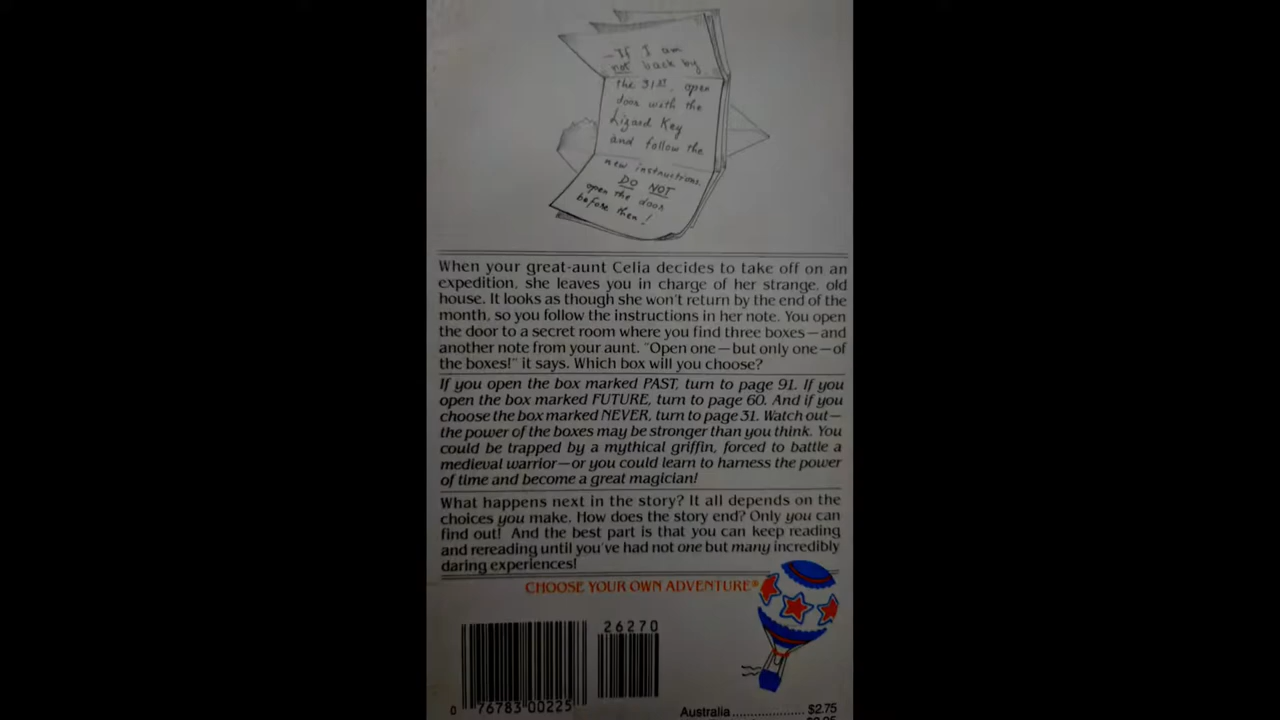 —If I am
not back by
the 31ST, open
door with the
Lizard Key
and follow the
new instructions.
DO NOT
open the door
before then!
When your great-aunt Celia decides to take off on an
expedition, she leaves you in charge of her strange, old
house. It looks as though she won't return by the end of the
month, so you follow the instructions in her note. You open
the door to a secret room where you find three boxes—and
another note from your aunt. "Open one—but only one—of
the boxes!" it says. Which box will you choose?
If you open the box marked PAST, turn to page 91. If you
open the box marked FUTURE, turn to page 60. And if you
choose the box marked NEVER, turn to page 31. Watch out—
the power of the boxes may be stronger than you think. You
could be trapped by a mythical griffin, forced to battle a
medieval warrior—or you could learn to harness the power
of time and become a great magician!
What happens next in the story? It all depends on the
choices you make. How does the story end? Only you can
find out! And the best part is that you can keep reading
and rereading until you've had not one but many incredibly
daring experiences!
CHOOSE YOUR OWN ADVENTURE®
26270
0 76783 00225
Australia .................. $2.75